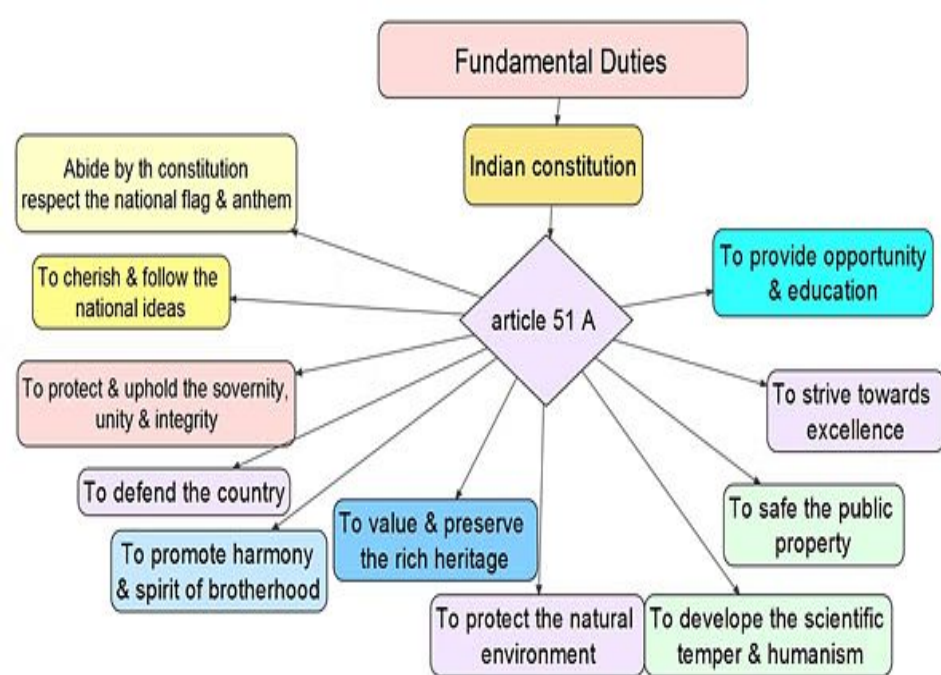 Fundamental Duties
Indian constitution
article 51 A
Abide by th constitution
respect the national flag & anthem
To cherish & follow the
national ideas
To protect & uphold the sovernity,
unity & integrity
To defend the country
To promote harmony
& spirit of brotherhood
To value & preserve
the rich heritage
To protect the natural
environment
To develope the scientific
temper & humanism
To safe the public
property
To strive towards
excellence
To provide opportunity
& education